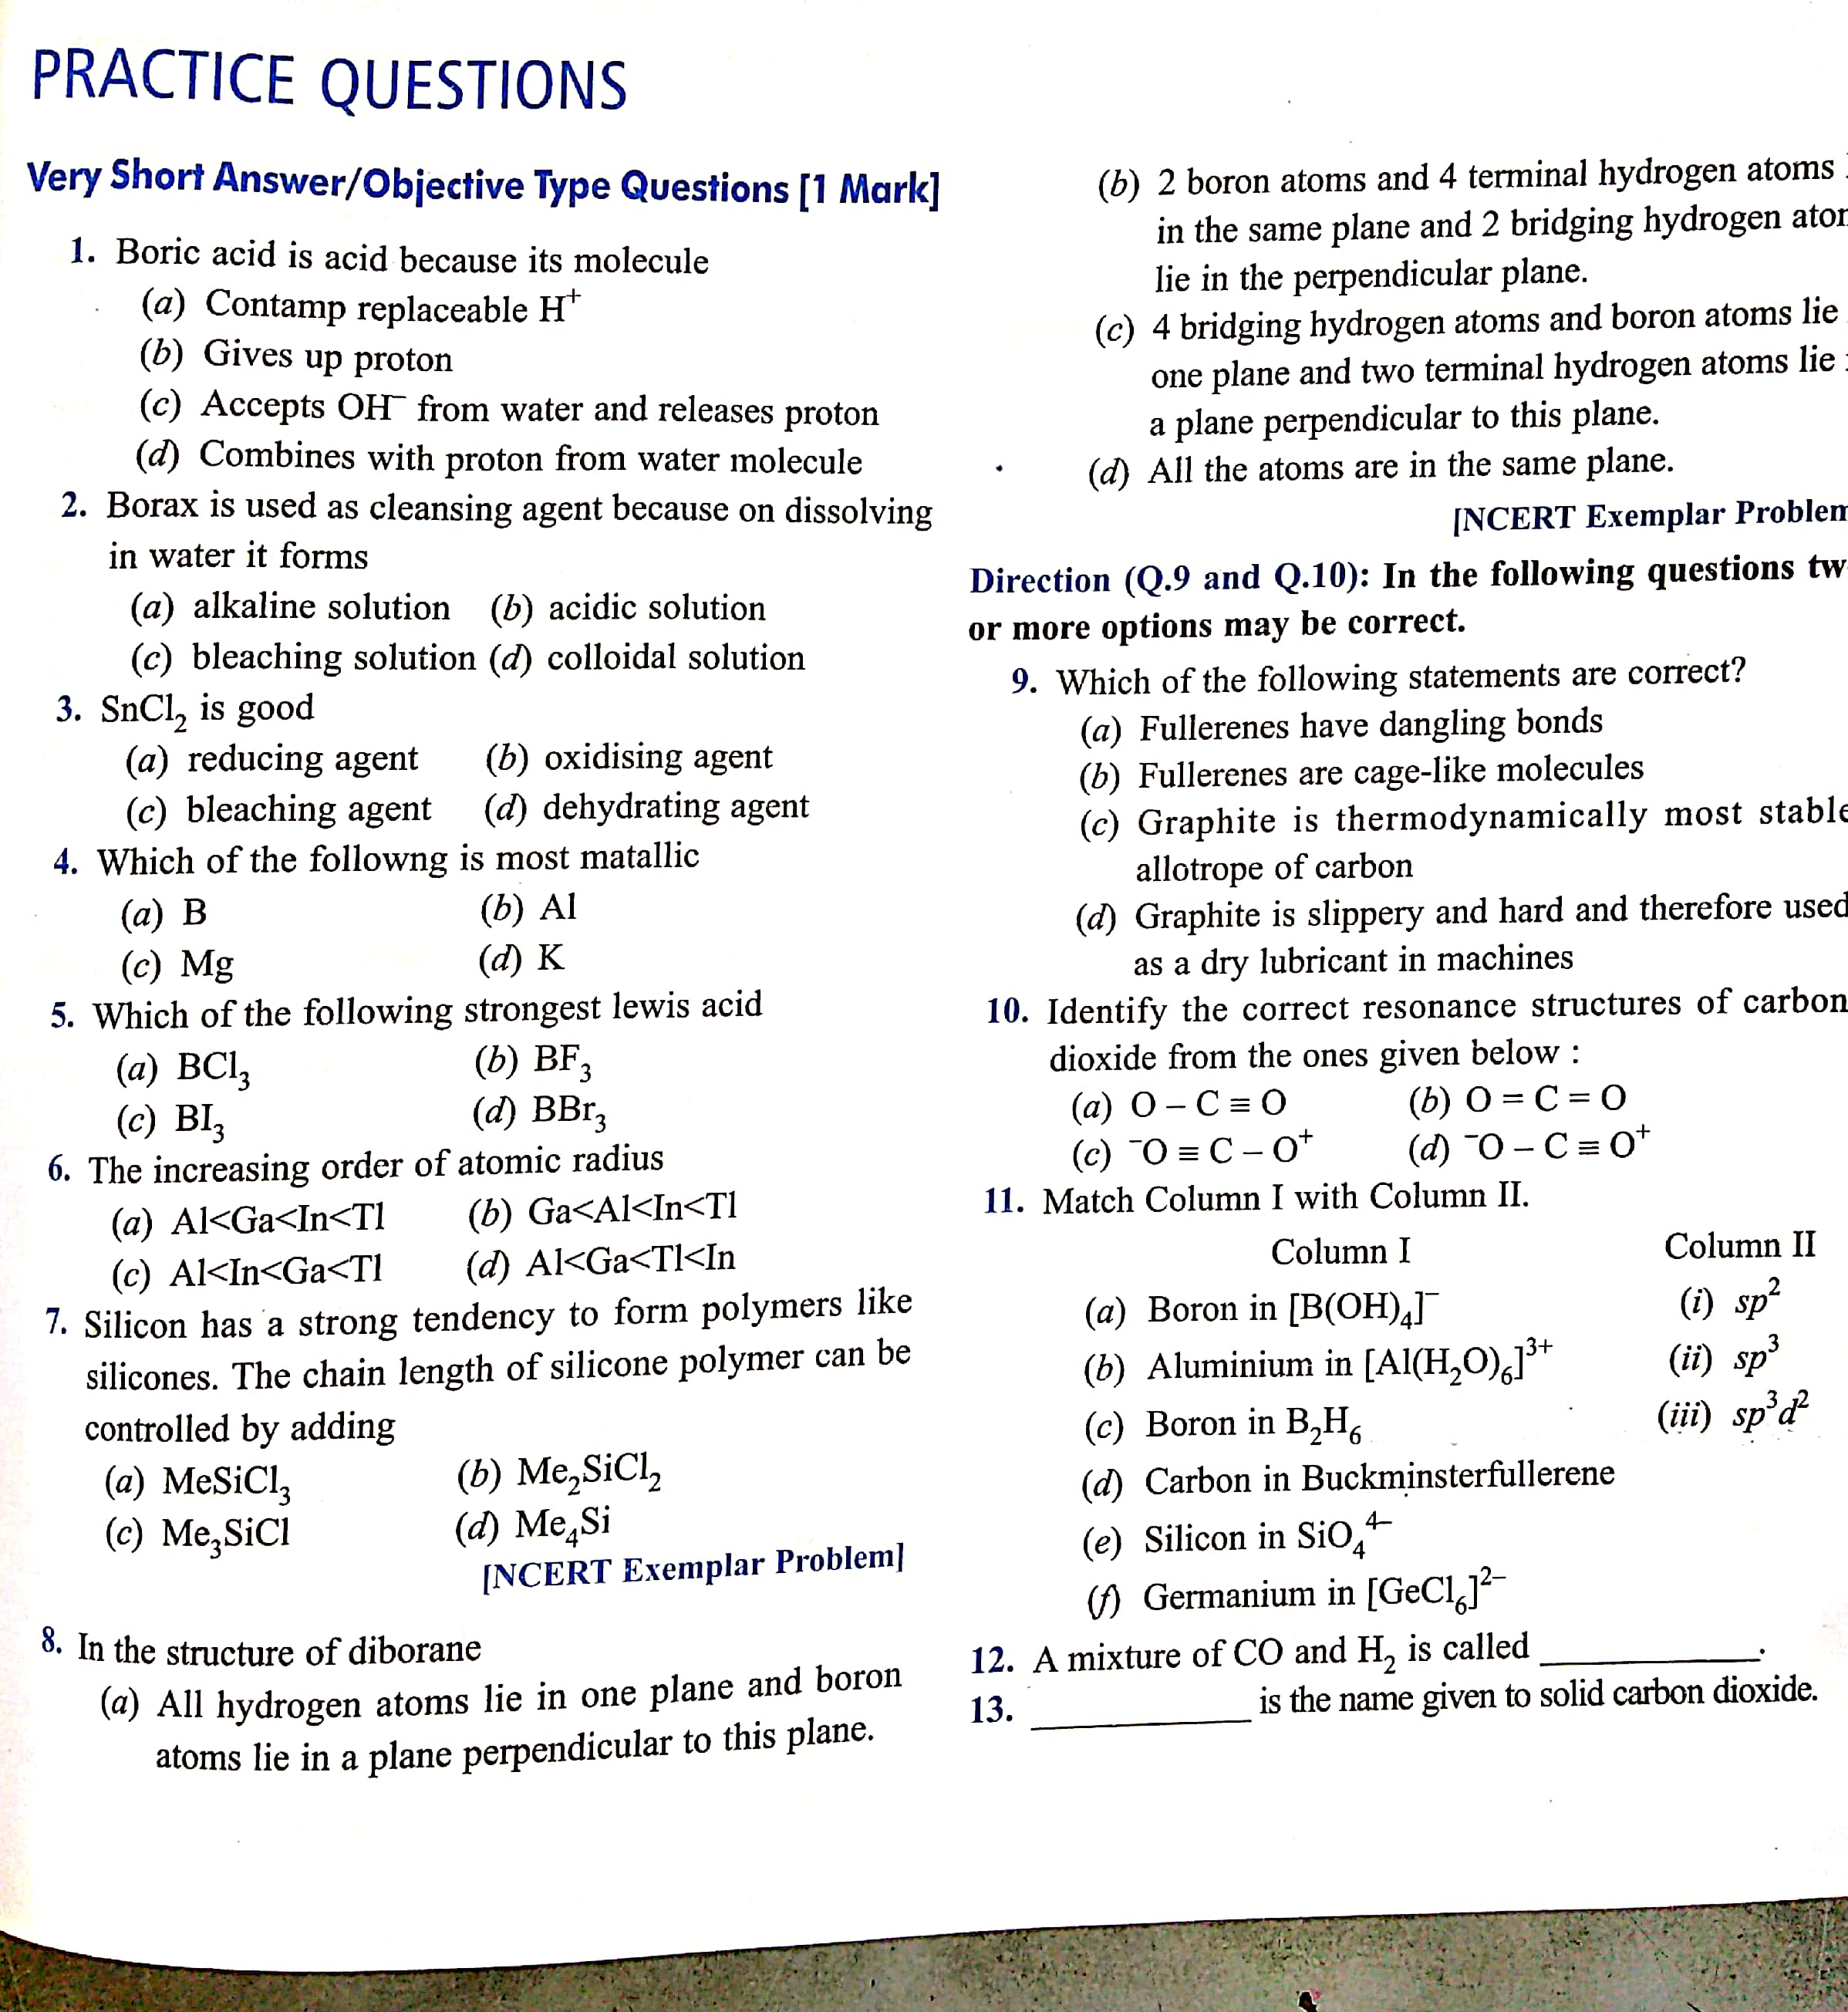 PRACTICE QUESTIONS
Very Short Answer/Objective Type Questions [1 Mark]
1. Boric acid is acid because its molecule
(a) Contamp replaceable H⁺
(b) Gives up proton
(c) Accepts OH⁻ from water and releases proton
(d) Combines with proton from water molecule
2. Borax is used as cleansing agent because on dissolving
in water it forms
(a) alkaline solution (b) acidic solution
(c) bleaching solution (d) colloidal solution
3. SnCl₂ is good
(a) reducing agent (b) oxidising agent
(c) bleaching agent (d) dehydrating agent
4. Which of the followng is most matallic
(a) B (b) Al
(c) Mg (d) K
5. Which of the following strongest lewis acid
(a) BCl₃ (b) BF₃
(c) BI₃ (d) BBr₃
6. The increasing order of atomic radius
(a) Al<Ga<In<Tl (b) Ga<Al<In<Tl
(c) Al<In<Ga<Tl (d) Al<Ga<Tl<In
7. Silicon has a strong tendency to form polymers like
silicones. The chain length of silicone polymer can be
controlled by adding
(a) MeSiCl₃ (b) Me₂SiCl₂
(c) Me₃SiCl (d) Me₄Si
[NCERT Exemplar Problem]
8. In the structure of diborane
(a) All hydrogen atoms lie in one plane and boron
atoms lie in a plane perpendicular to this plane.
(b) 2 boron atoms and 4 terminal hydrogen atoms
in the same plane and 2 bridging hydrogen
lie in the perpendicular plane.
(c) 4 bridging hydrogen atoms and boron atoms lie
one plane and two terminal hydrogen atoms lie
a plane perpendicular to this plane.
(d) All the atoms are in the same plane.
[NCERT Exemplar
Direction (Q.9 and Q.10): In the following questions
or more options may be correct.
9. Which of the following statements are correct?
(a) Fullerenes have dangling bonds
(b) Fullerenes are cage-like molecules
(c) Graphite is thermodynamically most stable
allotrope of carbon
(d) Graphite is slippery and hard and therefore used
as a dry lubricant in machines
10. Identify the correct resonance structures of carbon
dioxide from the ones given below :
(a) O – C ≡ O (b) O = C = O
(c) ⁻O ≡ C – O⁺ (d) ⁻O – C ≡ O⁺
11. Match Column I with Column II.
Column I Column II
(a) Boron in [B(OH)₄]⁻ (i) sp²
(b) Aluminium in [Al(H₂O)₆]³⁺ (ii) sp³
(c) Boron in B₂H₆ (iii) sp³d²
(d) Carbon in Buckminsterfullerene
(e) Silicon in SiO₄⁴⁻
(f) Germanium in [GeCl₆]²⁻
12. A mixture of CO and H₂ is called ____________.
13. ____________ is the name given to solid carbon dioxide.